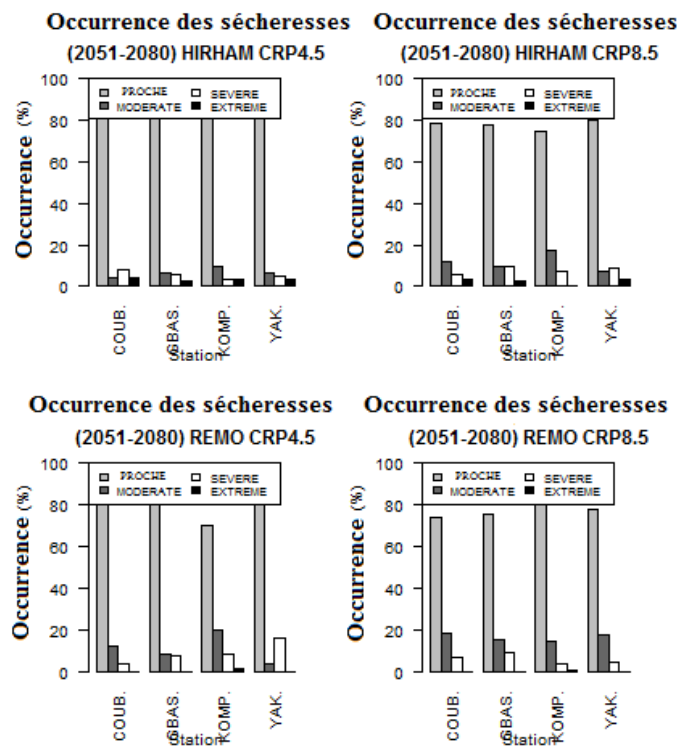 Occurrence des sécheresses
(2051-2080) HIRHAM CRP4.5
Occurrence (%)
100
80
60
40
20
0
PROCHE
SEVERE
MODERATE
EXTREME
COUB.
GBAS.
KOMP.
YAK.
Station
Occurrence des sécheresses
(2051-2080) HIRHAM CRP8.5
Occurrence (%)
100
80
60
40
20
0
PROCHE
SEVERE
MODERATE
EXTREME
COUB.
GBAS.
KOMP.
YAK.
Station
Occurrence des sécheresses
(2051-2080) REMO CRP4.5
Occurrence (%)
100
80
60
40
20
0
PROCHE
SEVERE
MODERATE
EXTREME
COUB.
GBAS.
KOMP.
YAK.
Station
Occurrence des sécheresses
(2051-2080) REMO CRP8.5
Occurrence (%)
100
80
60
40
20
0
PROCHE
SEVERE
MODERATE
EXTREME
COUB.
GBAS.
KOMP.
YAK.
Station